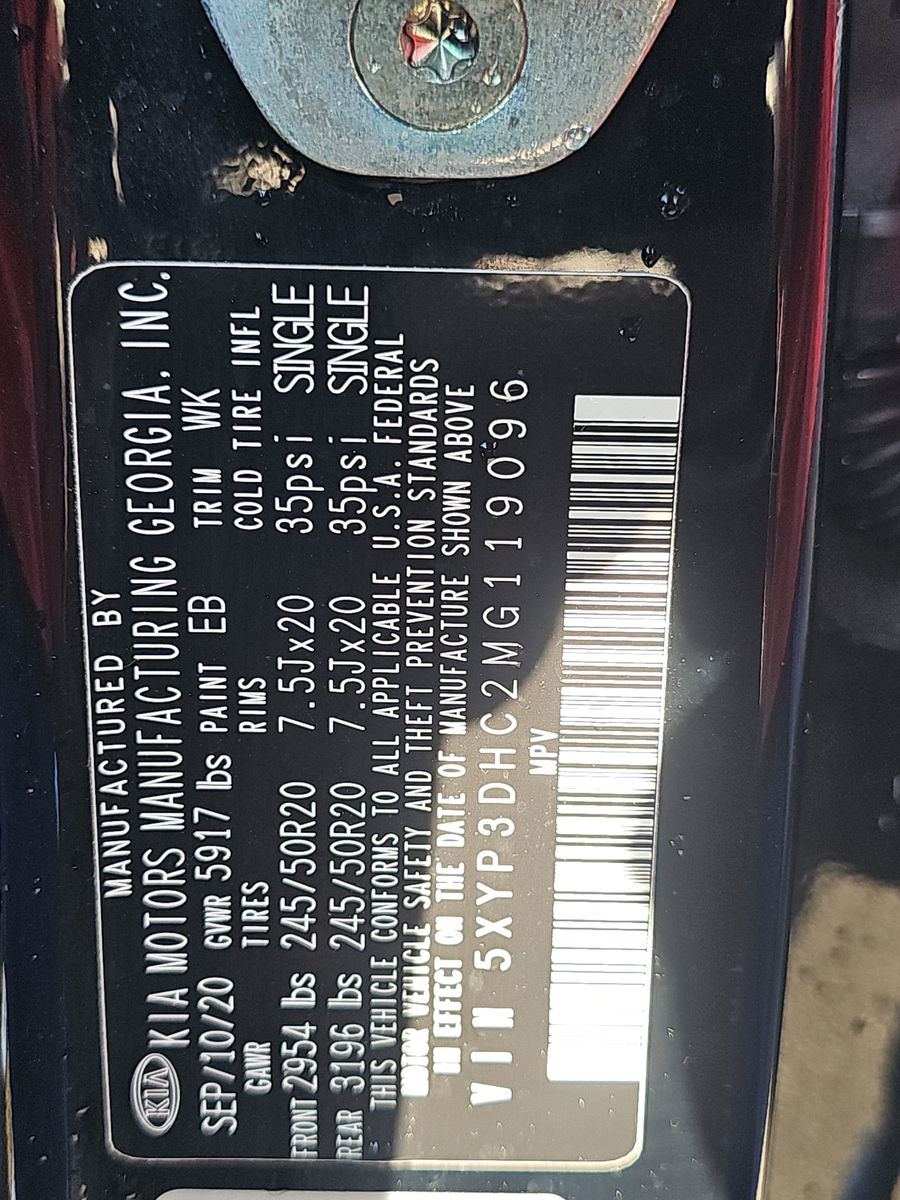 MANUFACTURED BY
KIA KIA MOTORS MANUFACTURING GEORGIA, INC.
SEP/10/20 GVWR 5917 lbs PAINT EB TRIM WK
GAWR TIRES RIMS COLD TIRE INFL
FRONT 2954 lbs 245/50R20 7.5Jx20 35psi SINGLE
REAR 3196 lbs 245/50R20 7.5Jx20 35psi SINGLE
THIS VEHICLE CONFORMS TO ALL APPLICABLE U.S.A. FEDERAL
MOTOR VEHICLE SAFETY AND THEFT PREVENTION STANDARDS
IN EFFECT ON THE DATE OF MANUFACTURE SHOWN ABOVE
VIN 5XYP3DHC2MG119096
MPV